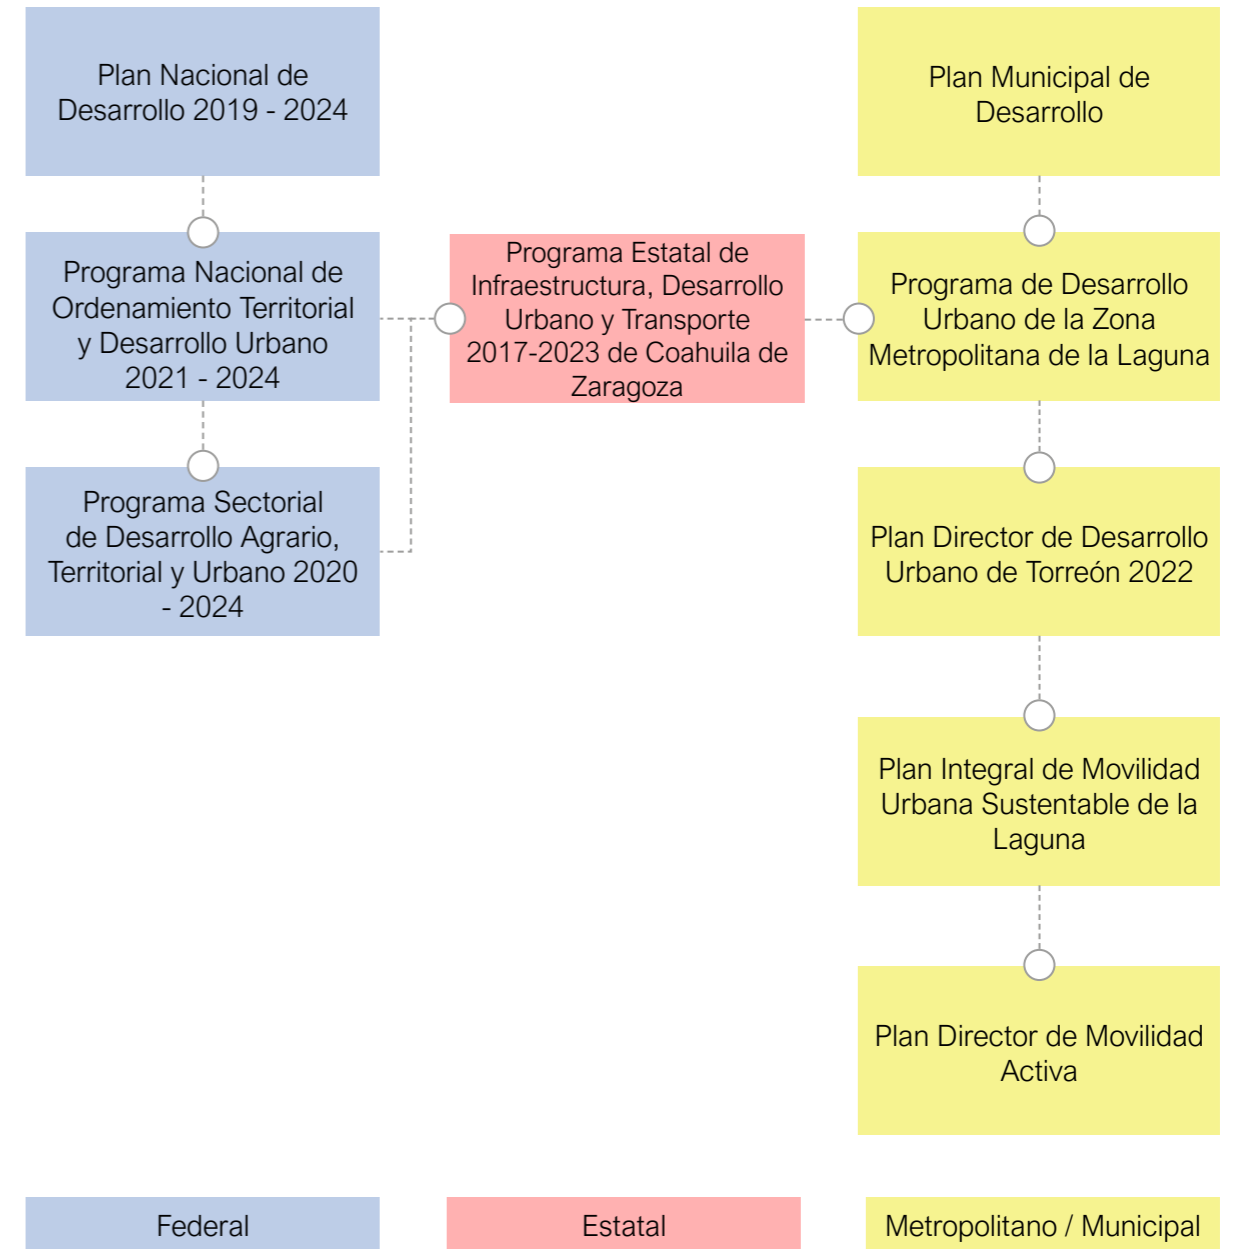 Plan Nacional de
Desarrollo 2019 - 2024
Programa Nacional de
Ordenamiento Territorial
y Desarrollo Urbano
2021 - 2024
Programa Sectorial
de Desarrollo Agrario,
Territorial y Urbano 2020
- 2024
Programa Estatal de
Infraestructura, Desarrollo
Urbano y Transporte
2017-2023 de Coahuila de
Zaragoza
Plan Municipal de
Desarrollo
Programa de Desarrollo
Urbano de la Zona
Metropolitana de la Laguna
Plan Director de Desarrollo
Urbano de Torreón 2022
Plan Integral de Movilidad
Urbana Sustentable de la
Laguna
Plan Director de Movilidad
Activa
Federal
Estatal
Metropolitano / Municipal